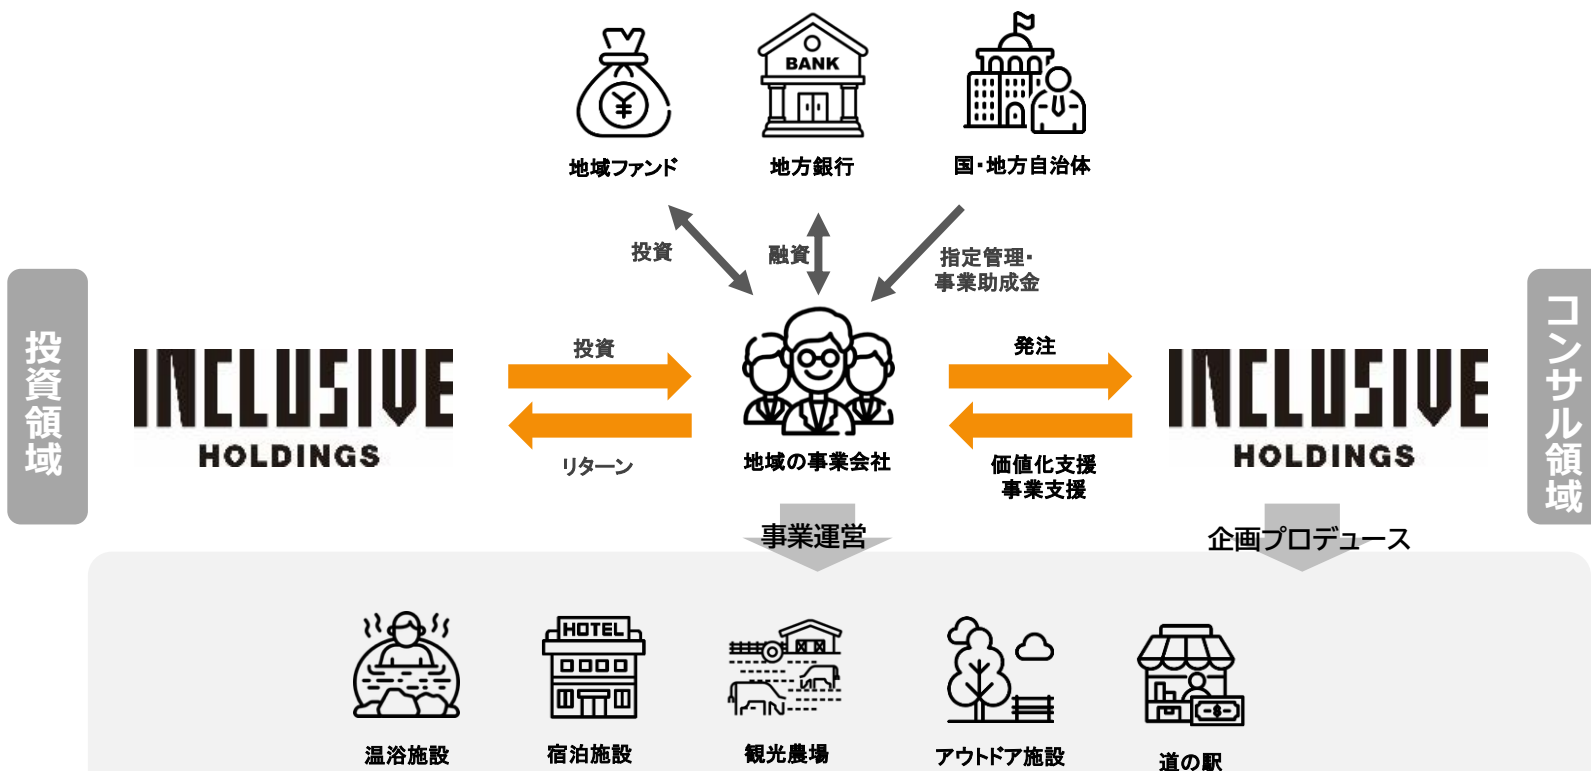 BANK
地域ファンド
地方銀行
国・地方自治体
投資
融資
指定管理・
事業助成金
投資領域
コンサル領域
INCLUSIVE
HOLDINGS
投資
リターン
地域の事業会社
発注
価値化支援
事業支援
INCLUSIVE
HOLDINGS
事業運営
企画プロデュース
HOTEL
温浴施設
宿泊施設
観光農場
アウトドア施設
道の駅